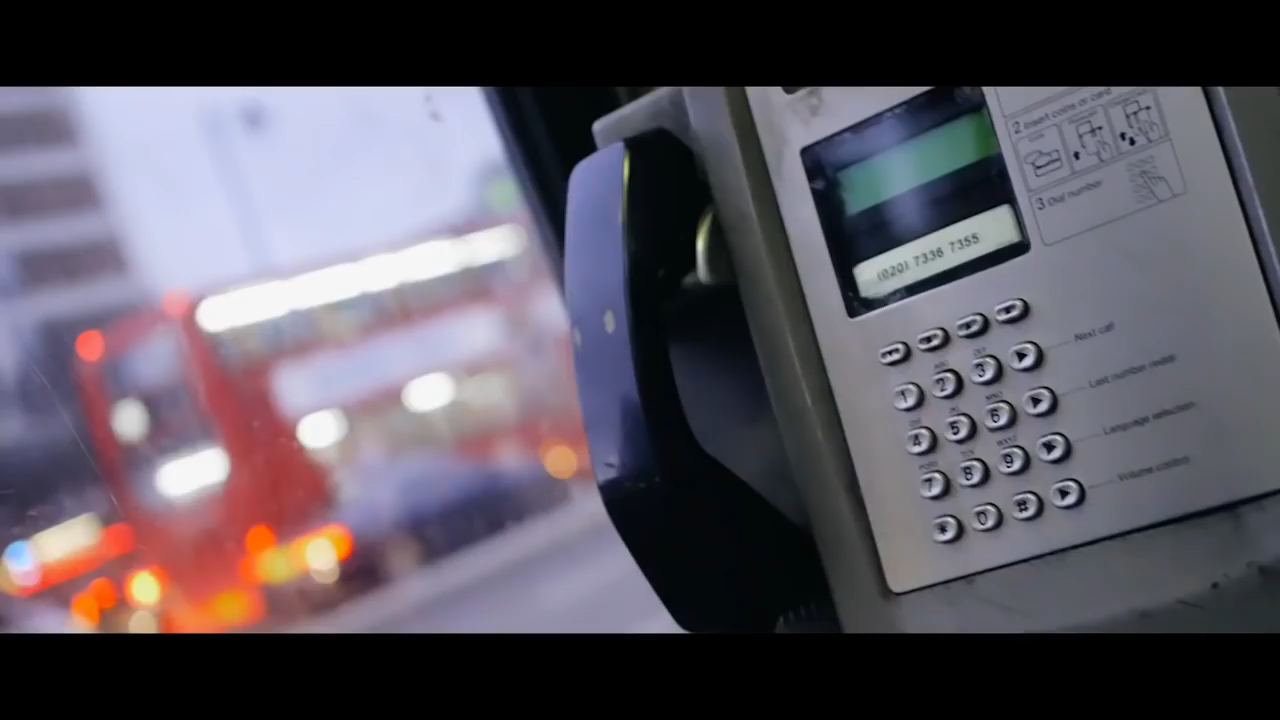 2 Insert coins or card
3 Dial number
(020) 7336 7355
1 2 3
Next call
4 5 6
Last number redial
7 8 9
Language selection
* 0 #
Volume control